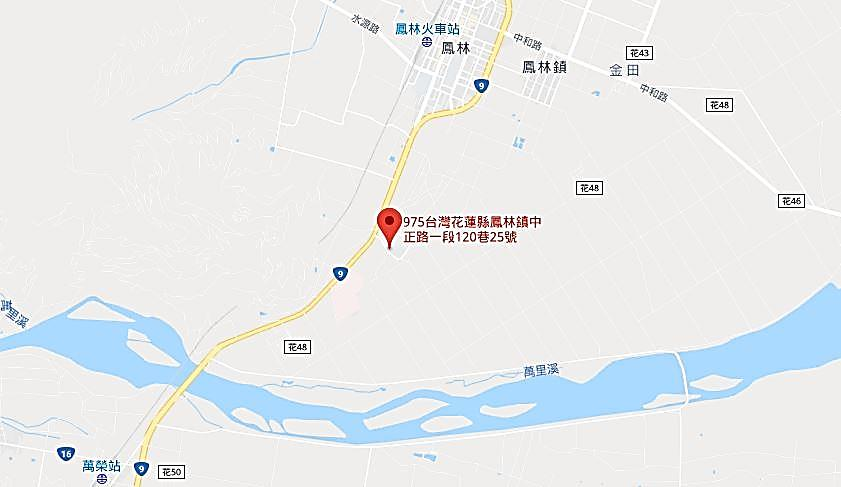 水源路
鳳林火車站
鳳林
中和路
花43
鳳林鎮
金田
9
中和路
花48
花48
花46
975台灣花蓮縣鳳林鎮中
正路一段120巷25號
9
里溪
花48
萬里溪
16
萬榮站
9
花50